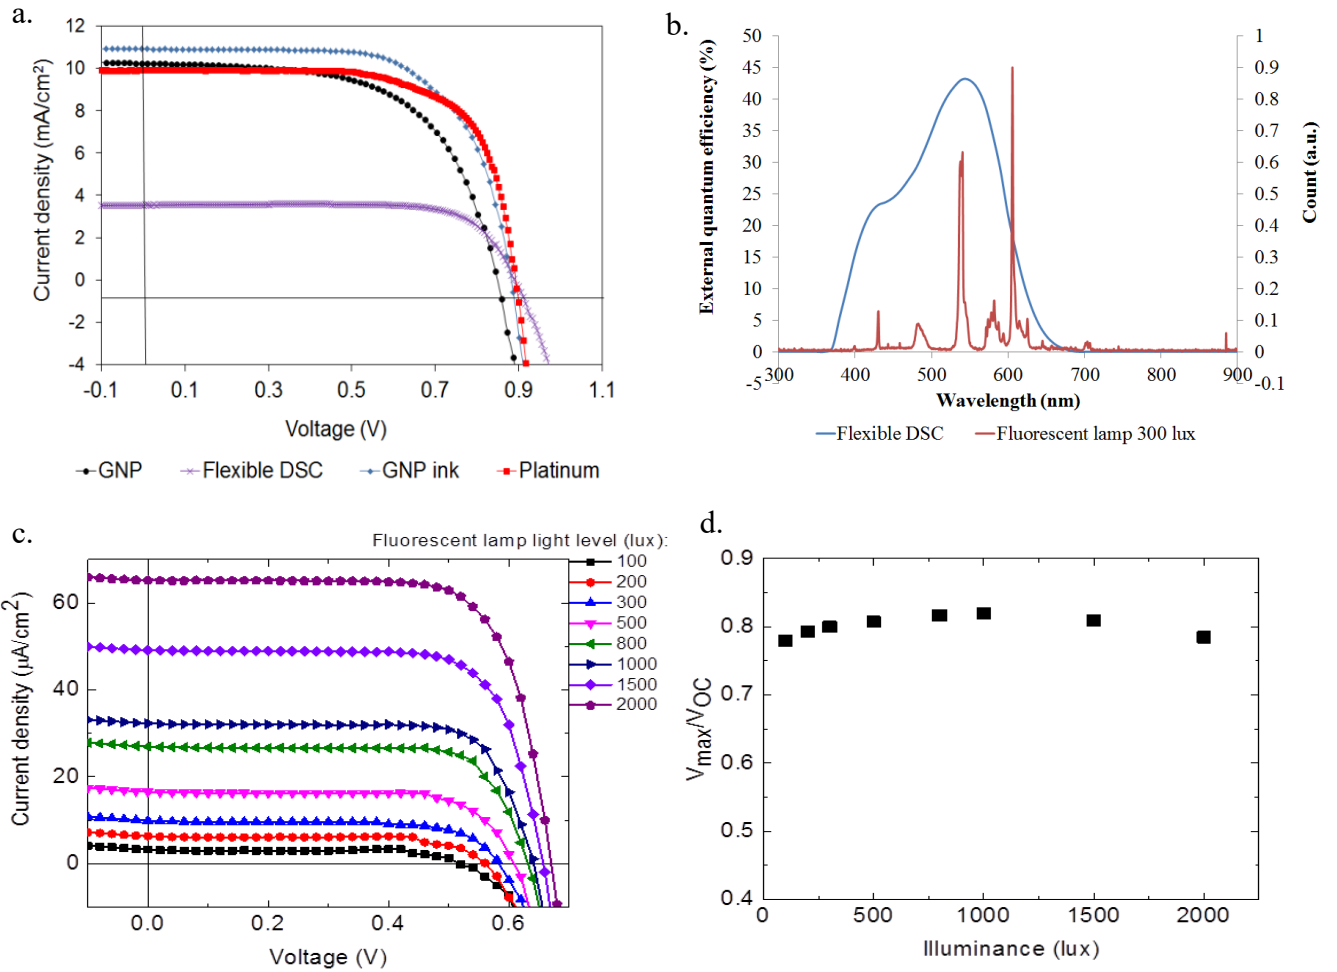 a.
12
10
8
6
4
2
0
-2
-4
Current density (mA/cm²)
-0.1 0.1 0.3 0.5 0.7 0.9 1.1
Voltage (V)
GNP Flexible DSC GNP ink Platinum
b.
50
45
40
35
30
25
20
15
10
5
0
-5
External quantum efficiency (%)
1
0.9
0.8
0.7
0.6
0.5
0.4
0.3
0.2
0.1
0
-0.1
Count (a.u.)
300 400 500 600 700 800 900
Wavelength (nm)
Flexible DSC Fluorescent lamp 300 lux
c.
Fluorescent lamp light level (lux):
100
200
300
500
800
1000
1500
2000
60
40
20
0
Current density (μA/cm²)
0.0 0.2 0.4 0.6
Voltage (V)
d.
0.9
0.8
0.7
0.6
0.5
0.4
Vmax/VOC
0 500 1000 1500 2000
Illuminance (lux)